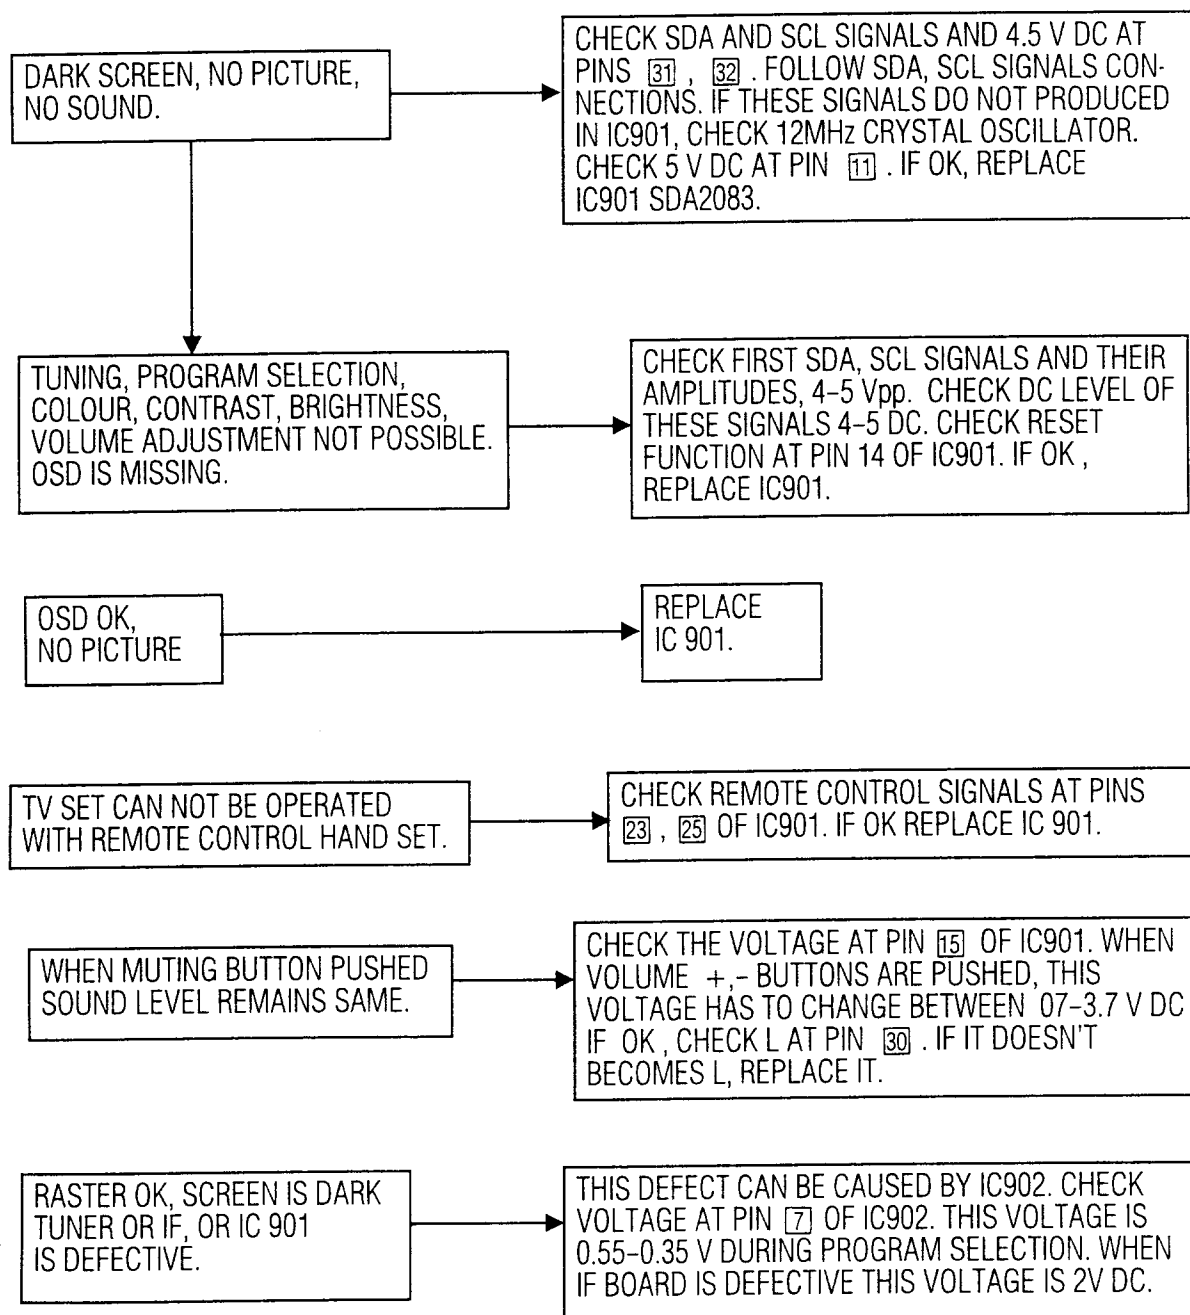 DARK SCREEN, NO PICTURE,
NO SOUND.
CHECK SDA AND SCL SIGNALS AND 4.5 V DC AT
PINS 31 , 32 . FOLLOW SDA, SCL SIGNALS CON-
NECTIONS. IF THESE SIGNALS DO NOT PRODUCED
IN IC901, CHECK 12MHz CRYSTAL OSCILLATOR.
CHECK 5 V DC AT PIN 11 . IF OK, REPLACE
IC901 SDA2083.
TUNING, PROGRAM SELECTION,
COLOUR, CONTRAST, BRIGHTNESS,
VOLUME ADJUSTMENT NOT POSSIBLE.
OSD IS MISSING.
CHECK FIRST SDA, SCL SIGNALS AND THEIR
AMPLITUDES, 4–5 Vpp. CHECK DC LEVEL OF
THESE SIGNALS 4–5 DC. CHECK RESET
FUNCTION AT PIN 14 OF IC901. IF OK ,
REPLACE IC901.
OSD OK,
NO PICTURE
REPLACE
IC 901.
TV SET CAN NOT BE OPERATED
WITH REMOTE CONTROL HAND SET.
CHECK REMOTE CONTROL SIGNALS AT PINS
23 , 25 OF IC901. IF OK REPLACE IC 901.
WHEN MUTING BUTTON PUSHED
SOUND LEVEL REMAINS SAME.
CHECK THE VOLTAGE AT PIN 15 OF IC901. WHEN
VOLUME +,- BUTTONS ARE PUSHED, THIS
VOLTAGE HAS TO CHANGE BETWEEN 07–3.7 V DC
IF OK , CHECK L AT PIN 30 . IF IT DOESN'T
BECOMES L, REPLACE IT.
RASTER OK, SCREEN IS DARK
TUNER OR IF, OR IC 901
IS DEFECTIVE.
THIS DEFECT CAN BE CAUSED BY IC902. CHECK
VOLTAGE AT PIN 7 OF IC902. THIS VOLTAGE IS
0.55–0.35 V DURING PROGRAM SELECTION. WHEN
IF BOARD IS DEFECTIVE THIS VOLTAGE IS 2V DC.